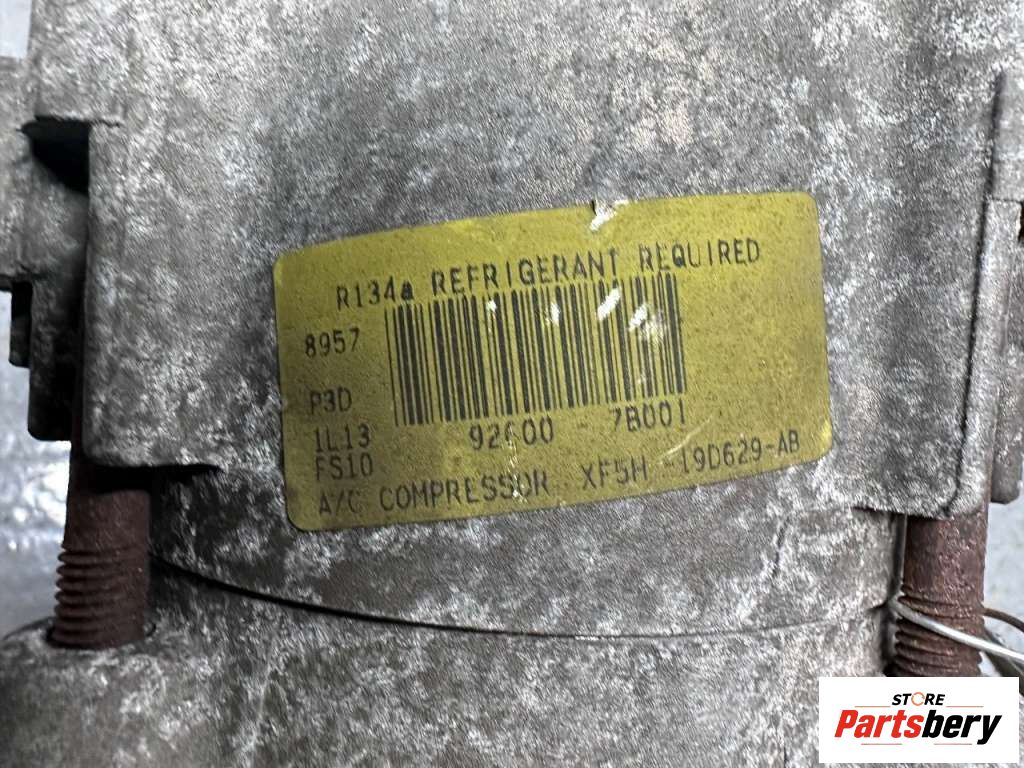 R134a REFRIGERANT REQUIRED
8957
P3D
1L13
FS10
92600 7B001
A/C COMPRESSOR XF5H -19D629-AB
STORE
Partsbery